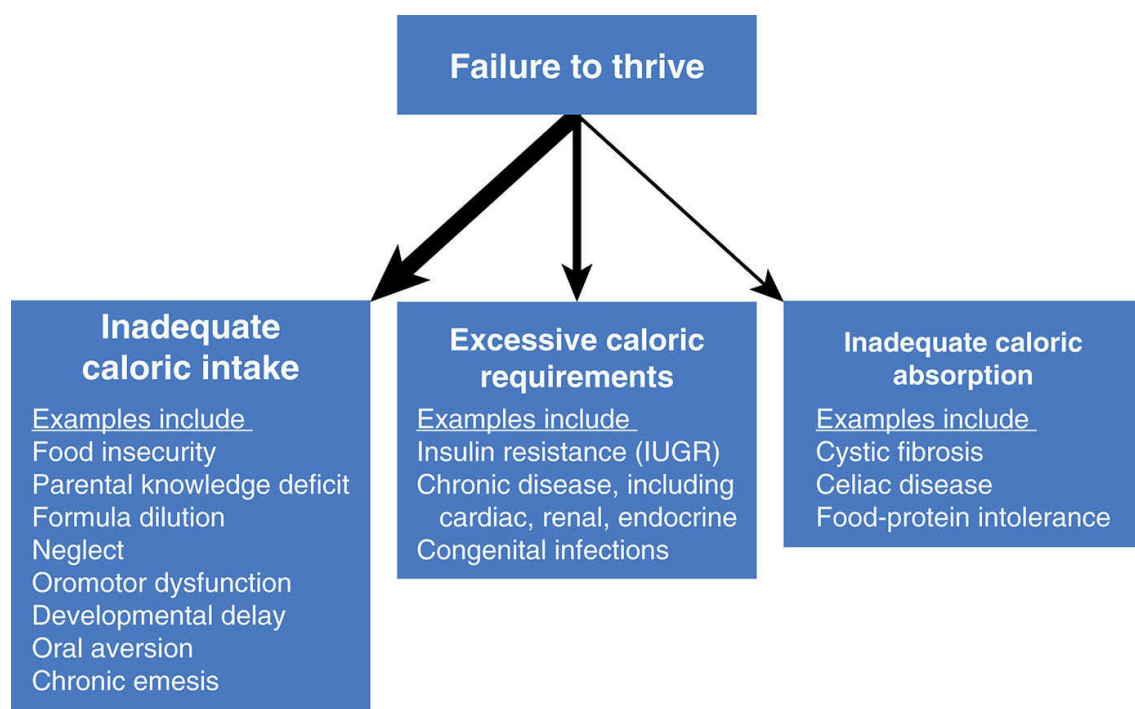 Failure to thrive
Inadequate
caloric intake
Examples include
Food insecurity
Parental knowledge deficit
Formula dilution
Neglect
Oromotor dysfunction
Developmental delay
Oral aversion
Chronic emesis
Excessive caloric
requirements
Examples include
Insulin resistance (IUGR)
Chronic disease, including
cardiac, renal, endocrine
Congenital infections
Inadequate caloric
absorption
Examples include
Cystic fibrosis
Celiac disease
Food-protein intolerance